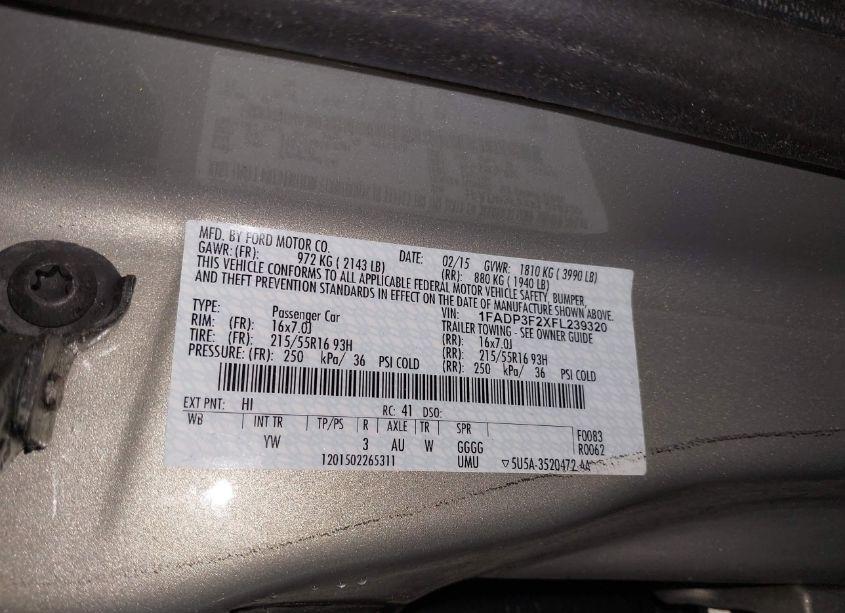 MFD. BY FORD MOTOR CO.
DATE: 02/15 GVWR: 1810 KG ( 3990 LB)
GAWR: (FR): 972 KG ( 2143 LB) (RR): 880 KG ( 1940 LB)
THIS VEHICLE CONFORMS TO ALL APPLICABLE FEDERAL MOTOR VEHICLE SAFETY, BUMPER,
AND THEFT PREVENTION STANDARDS IN EFFECT ON THE DATE OF MANUFACTURE SHOWN ABOVE.
VIN: 1FADP3F2XFL239320
TYPE: Passenger Car TRAILER TOWING - SEE OWNER GUIDE
RIM: (FR): 16x7.0J (RR): 16x7.0J
TIRE: (FR): 215/55R16 93H (RR): 215/55R16 93H
PRESSURE: (FR): 250 kPa/ 36 PSI COLD (RR): 250 kPa/ 36 PSI COLD
EXT PNT: HI RC: 41 DSO:
WB INT TR TP/PS R AXLE TR SPR F0083
YW 3 AU W GGGG R0062
1201502265311 UMU ▽5U5A-3520472-AA